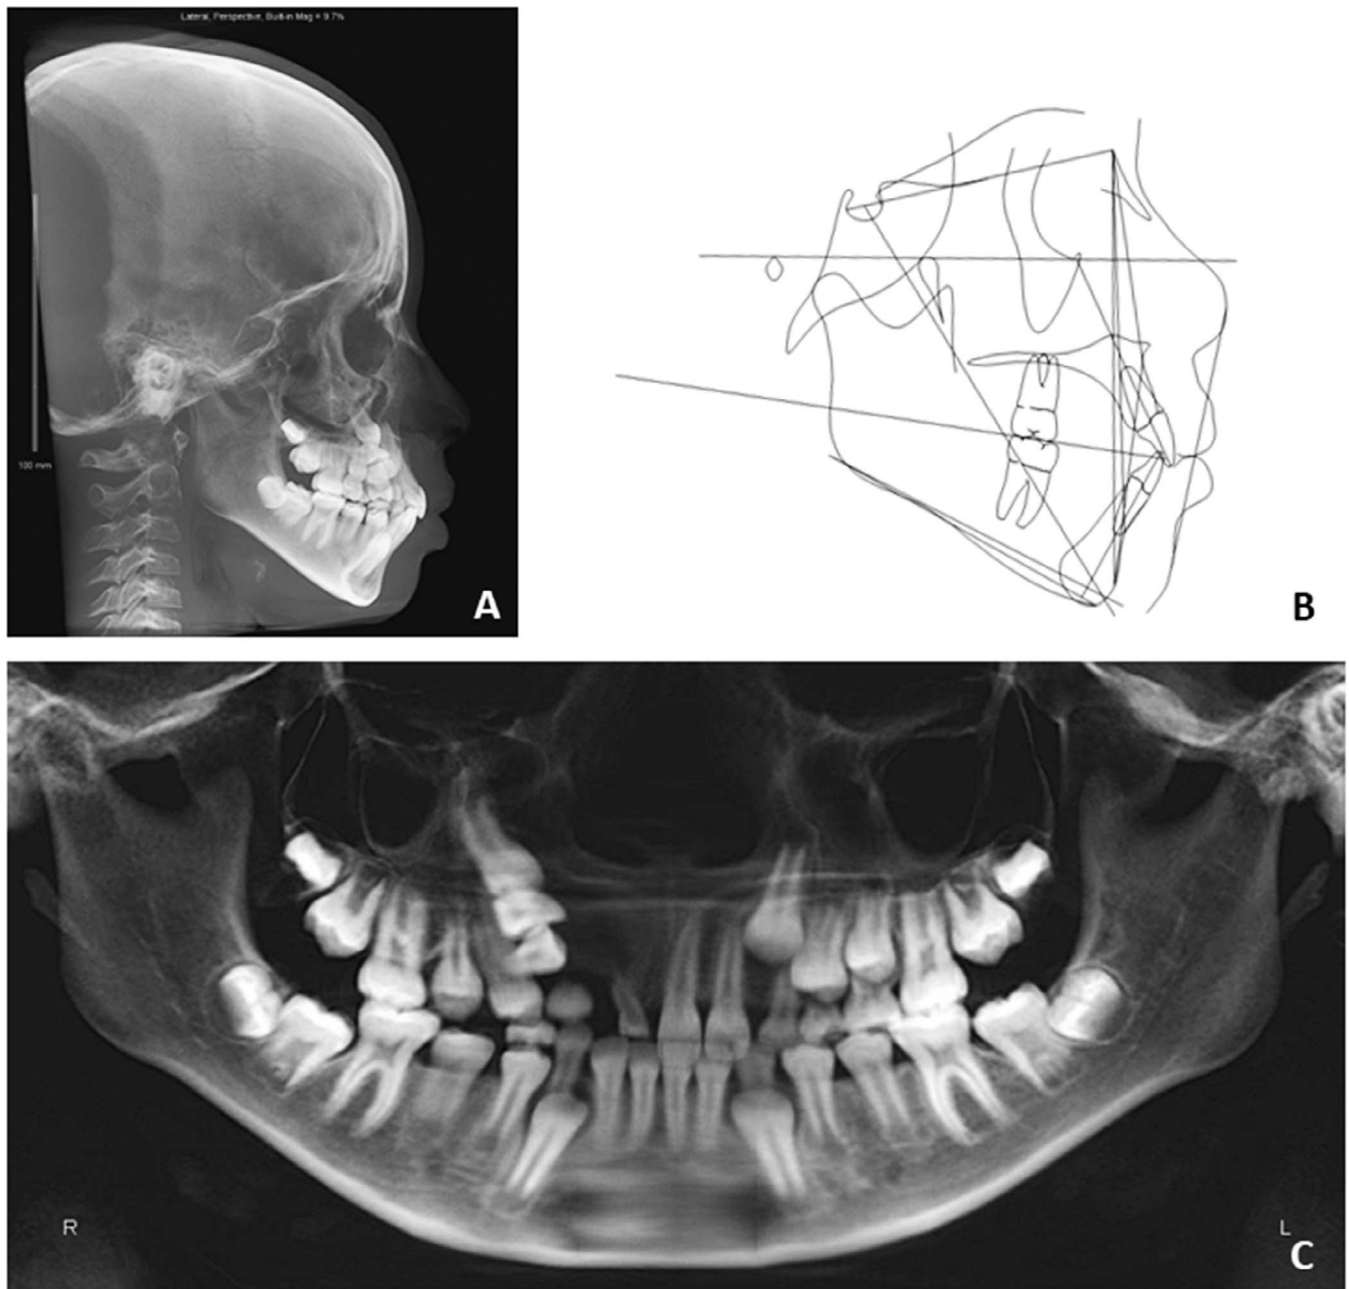 Lateral, Perspective, Built-in Mag = 9.7%
100 mm
A
B
R
L
C